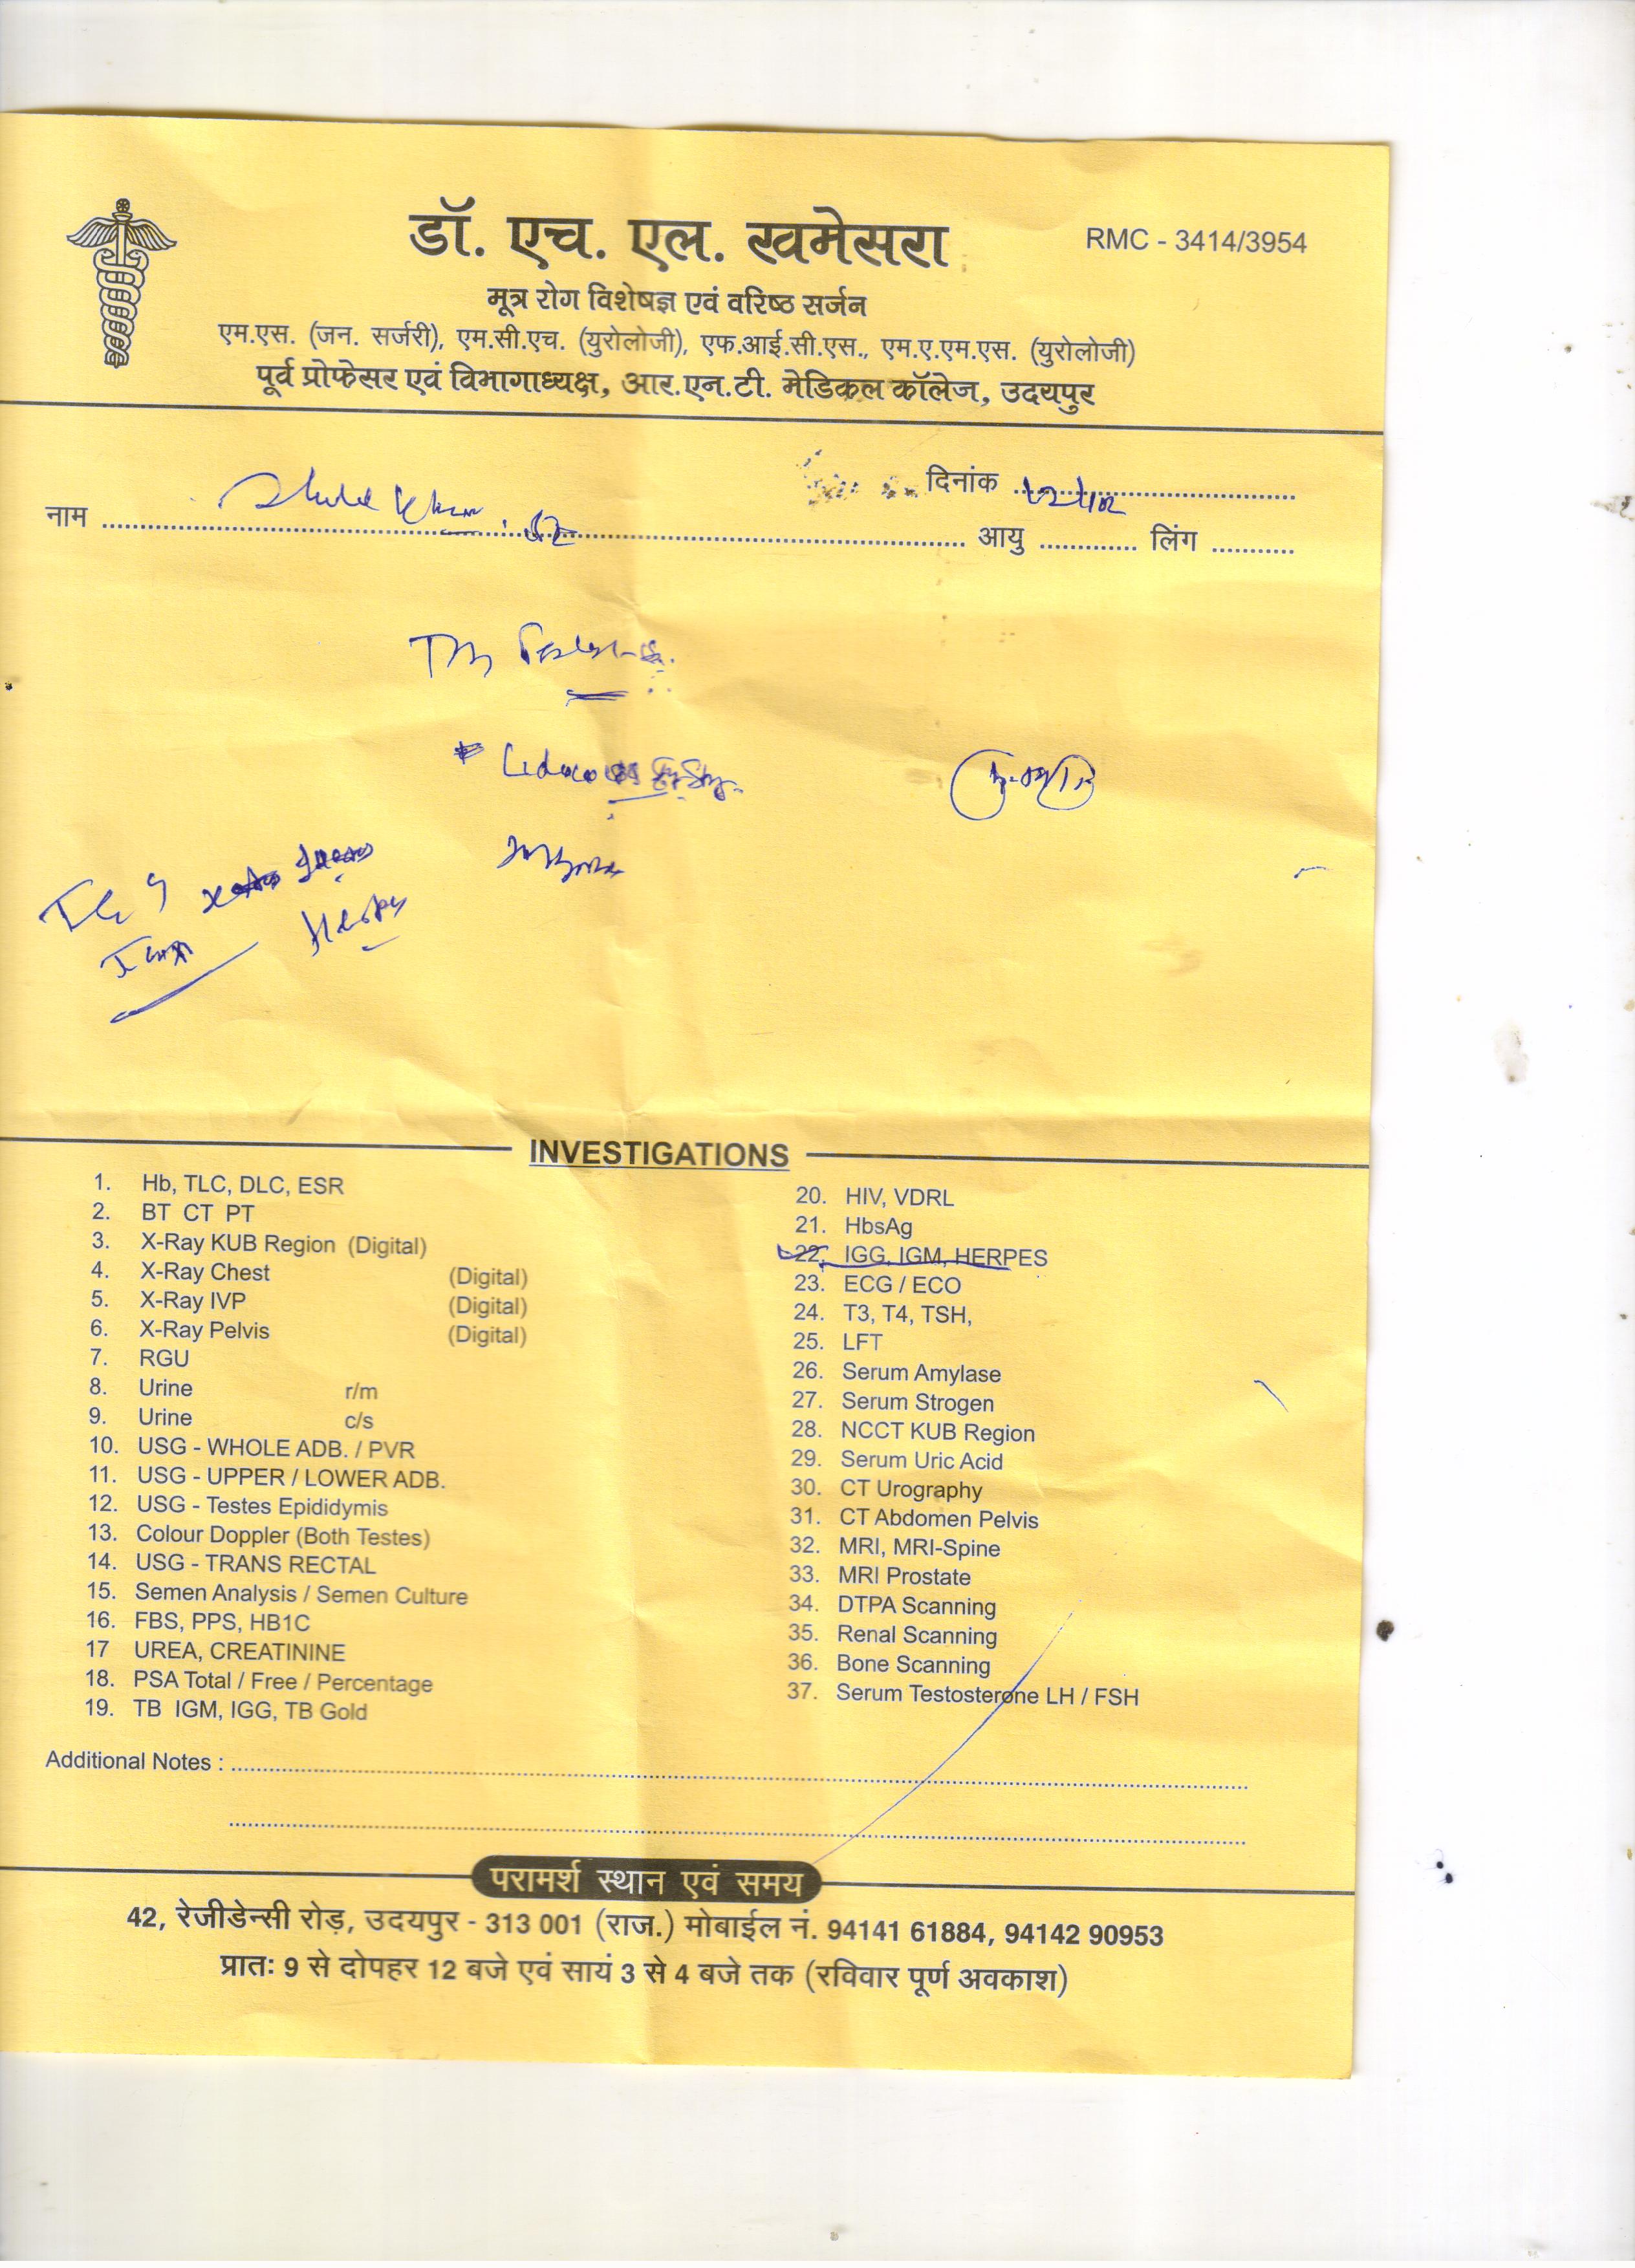 डॉ. एच. एल. खमेसरा
RMC - 3414/3954
मूत्र रोग विशेषज्ञ एवं वरिष्ठ सर्जन
एम.एस. (जन. सर्जरी), एम.सी.एच. (युरोलोजी), एफ.आई.सी.एस., एम.ए.एम.एस. (युरोलोजी)
पूर्व प्रोफेसर एवं विभागाध्यक्ष, आर.एन.टी. मेडिकल कॉलेज, उदयपुर
दिनांक
नाम Khan आयु लिंग
Herpes
INVESTIGATIONS
1. Hb, TLC, DLC, ESR
2. BT CT PT
3. X-Ray KUB Region (Digital)
4. X-Ray Chest (Digital)
5. X-Ray IVP (Digital)
6. X-Ray Pelvis (Digital)
7. RGU
8. Urine r/m
9. Urine c/s
10. USG - WHOLE ADB. / PVR
11. USG - UPPER / LOWER ADB.
12. USG - Testes Epididymis
13. Colour Doppler (Both Testes)
14. USG - TRANS RECTAL
15. Semen Analysis / Semen Culture
16. FBS, PPS, HB1C
17 UREA, CREATININE
18. PSA Total / Free / Percentage
19. TB IGM, IGG, TB Gold
20. HIV, VDRL
21. HbsAg
22. IGG, IGM, HERPES
23. ECG / ECO
24. T3, T4, TSH,
25. LFT
26. Serum Amylase
27. Serum Strogen
28. NCCT KUB Region
29. Serum Uric Acid
30. CT Urography
31. CT Abdomen Pelvis
32. MRI, MRI-Spine
33. MRI Prostate
34. DTPA Scanning
35. Renal Scanning
36. Bone Scanning
37. Serum Testosterone LH / FSH
Additional Notes :
परामर्श स्थान एवं समय
42, रेजीडेन्सी रोड़, उदयपुर - 313 001 (राज.) मोबाईल नं. 94141 61884, 94142 90953
प्रातः 9 से दोपहर 12 बजे एवं सायं 3 से 4 बजे तक (रविवार पूर्ण अवकाश)